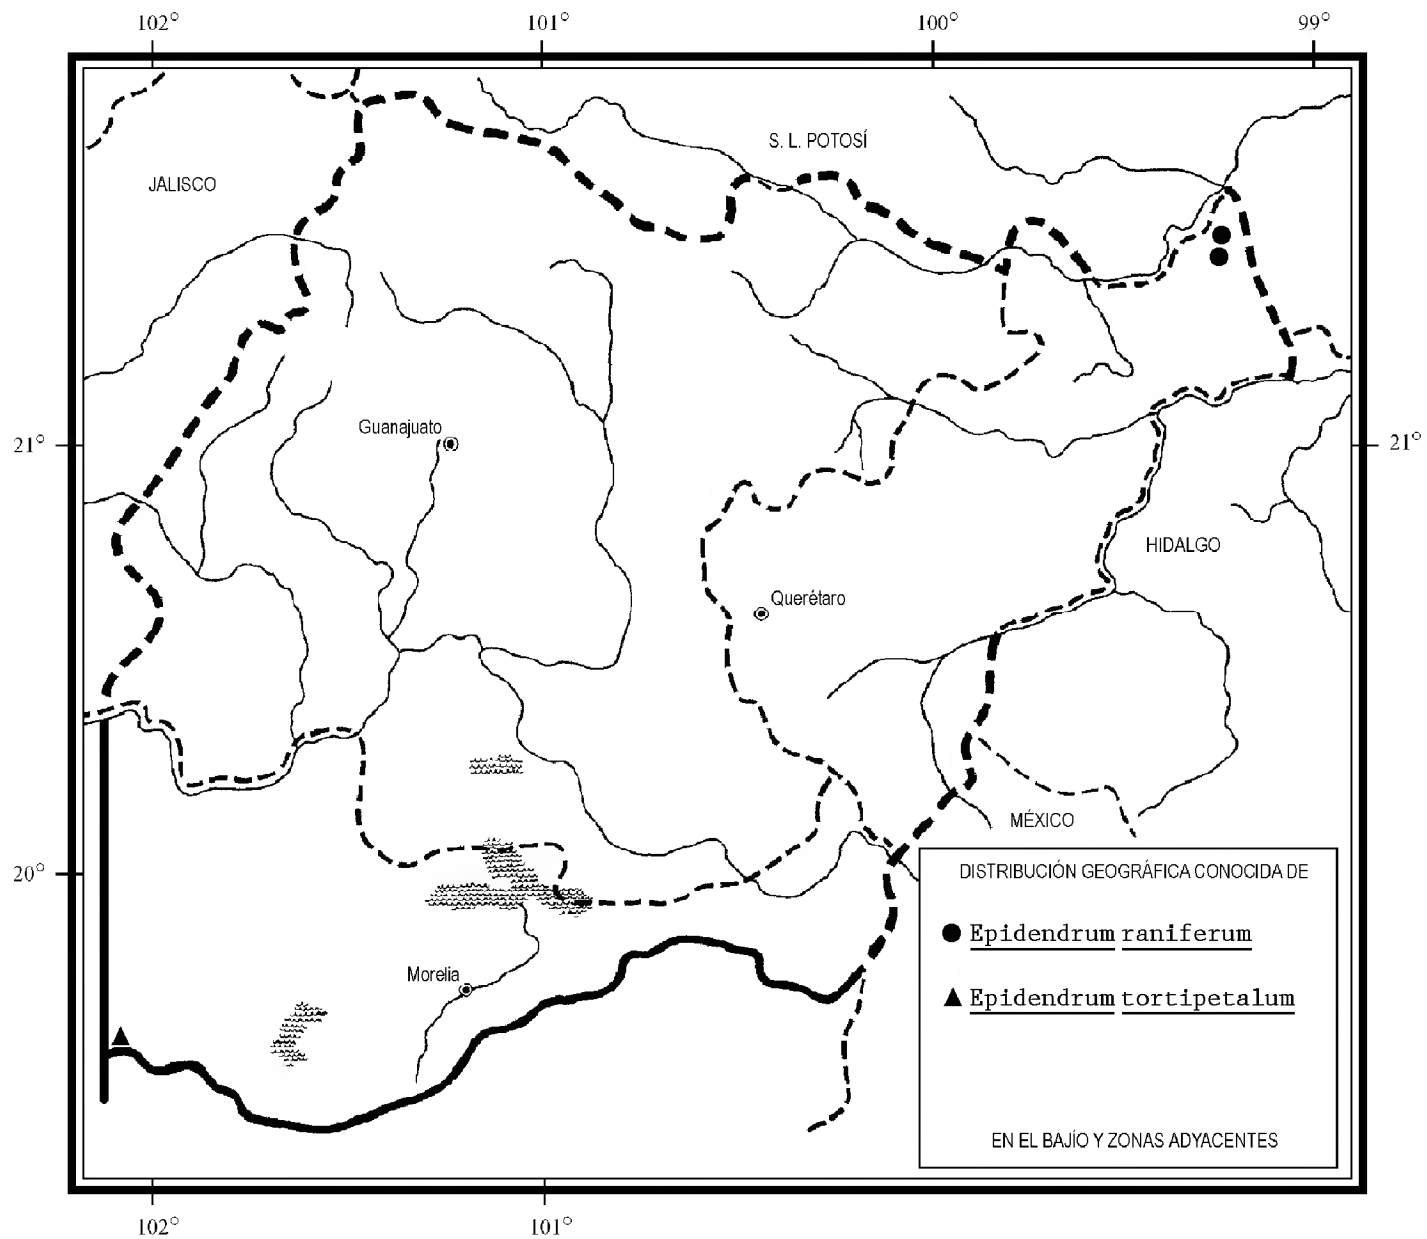 102° 101° 100° 99°
S. L. POTOSÍ
JALISCO
Guanajuato
21° 21°
HIDALGO
Querétaro
MÉXICO
20°
DISTRIBUCIÓN GEOGRÁFICA CONOCIDA DE
Epidendrum raniferum
Morelia
Epidendrum tortipetalum
EN EL BAJÍO Y ZONAS ADYACENTES
102° 101°